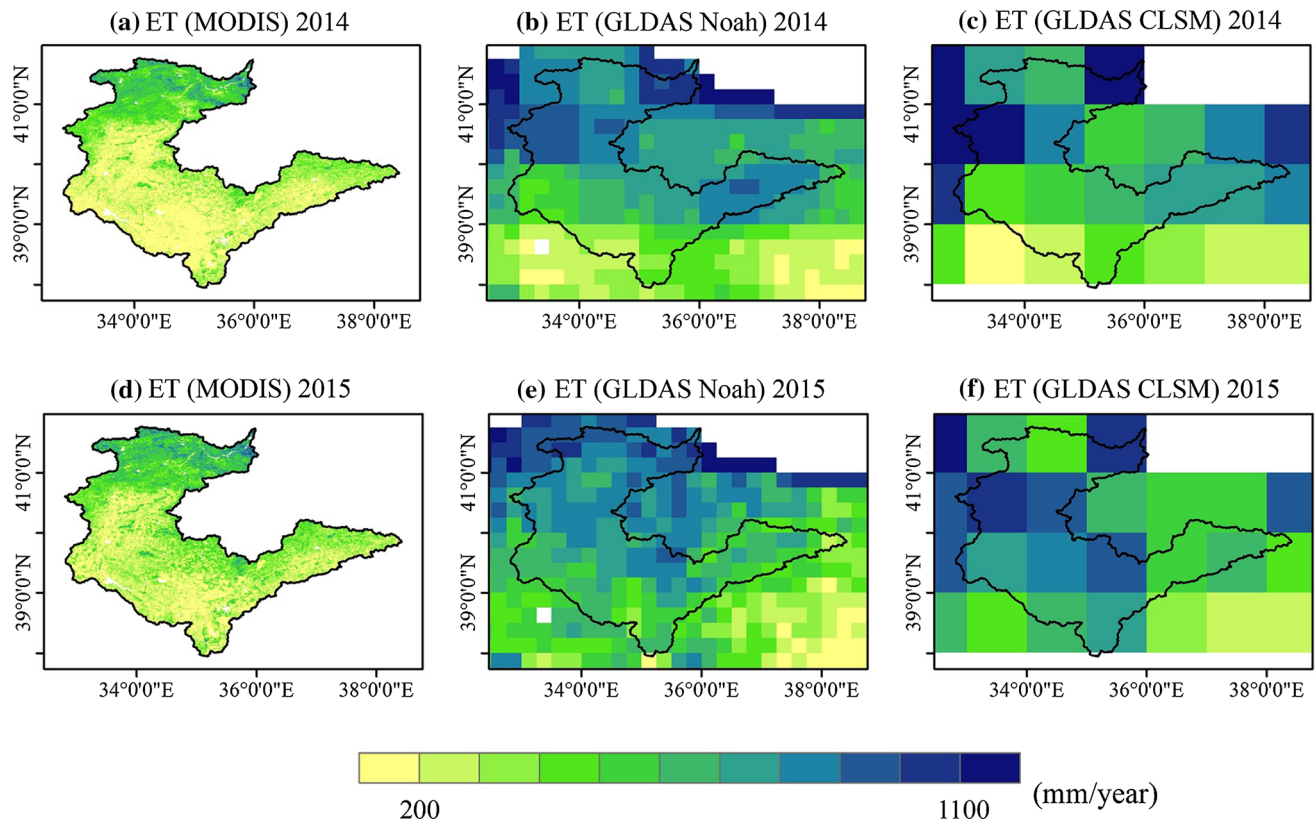 (a) ET (MODIS) 2014
(b) ET (GLDAS Noah) 2014
(c) ET (GLDAS CLSM) 2014
41°0'0"N
39°0'0"N
41°0'0"N
39°0'0"N
41°0'0"N
39°0'0"N
34°0'0"E 36°0'0"E 38°0'0"E
34°0'0"E 36°0'0"E 38°0'0"E
34°0'0"E 36°0'0"E 38°0'0"E
(d) ET (MODIS) 2015
(e) ET (GLDAS Noah) 2015
(f) ET (GLDAS CLSM) 2015
41°0'0"N
39°0'0"N
41°0'0"N
39°0'0"N
41°0'0"N
39°0'0"N
34°0'0"E 36°0'0"E 38°0'0"E
34°0'0"E 36°0'0"E 38°0'0"E
34°0'0"E 36°0'0"E 38°0'0"E
200 1100 (mm/year)